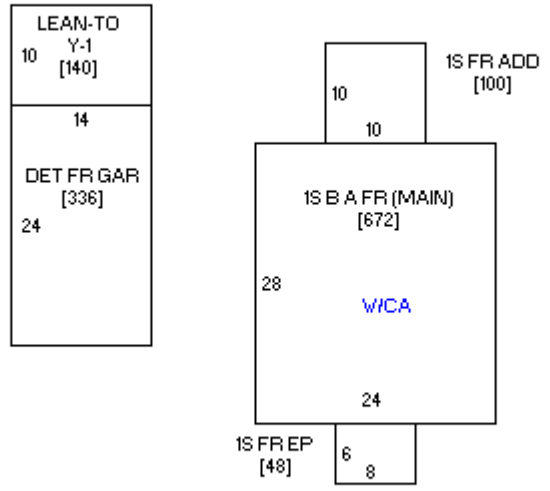 LEAN-TO
Y-1
10
[140]
14
DET FR GAR
[336]
24
1S FR ADD
[100]
10
10
1S B A FR (MAIN)
[672]
28
W/CA
24
1S FR EP
[48]
6
8